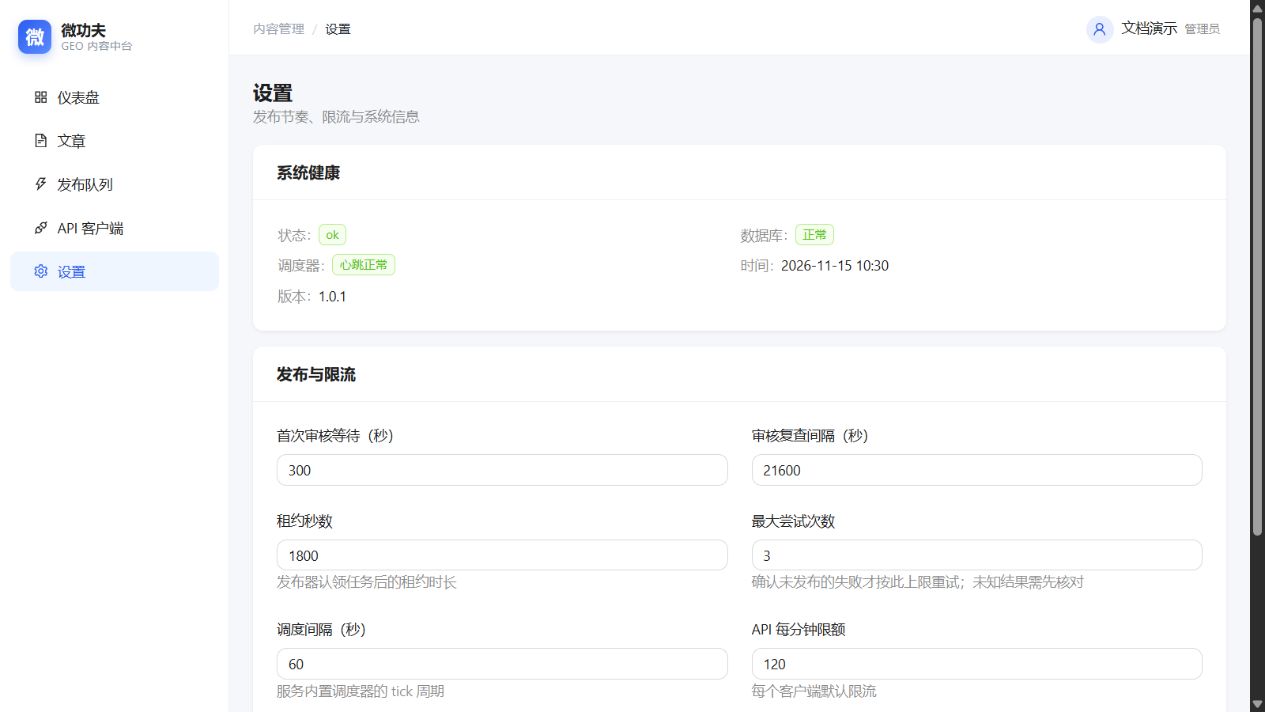 微
微功夫
GEO 内容中台
仪表盘
文章
发布队列
API 客户端
设置
内容管理 / 设置
文档演示 管理员
设置
发布节奏、限流与系统信息
系统健康
状态： ok
数据库： 正常
调度器： 心跳正常
时间： 2026-11-15 10:30
版本： 1.0.1
发布与限流
首次审核等待（秒）
300
审核复查间隔（秒）
21600
租约秒数
1800
发布器认领任务后的租约时长
最大尝试次数
3
确认未发布的失败才按此上限重试；未知结果需先核对
调度间隔（秒）
60
服务内置调度器的 tick 周期
API 每分钟限额
120
每个客户端默认限流